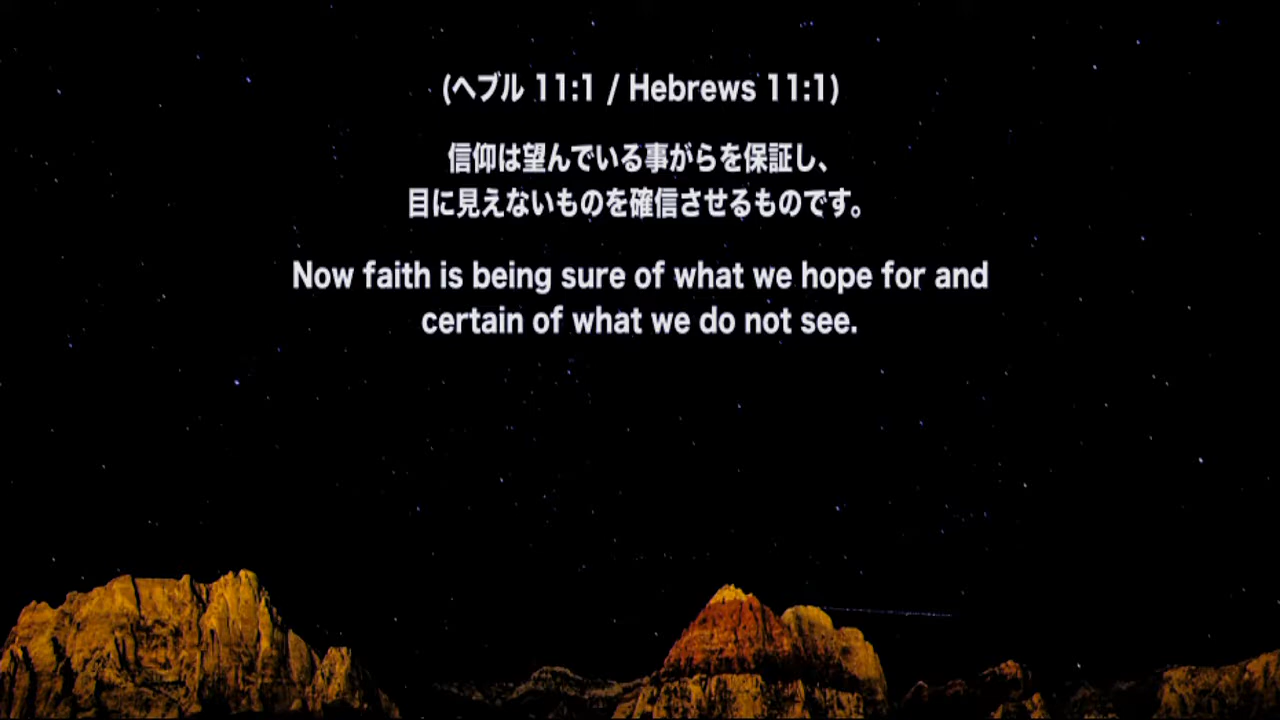 (ヘブル 11:1 / Hebrews 11:1)
信仰は望んでいる事がらを保証し、
目に見えないものを確信させるものです。
Now faith is being sure of what we hope for and
certain of what we do not see.